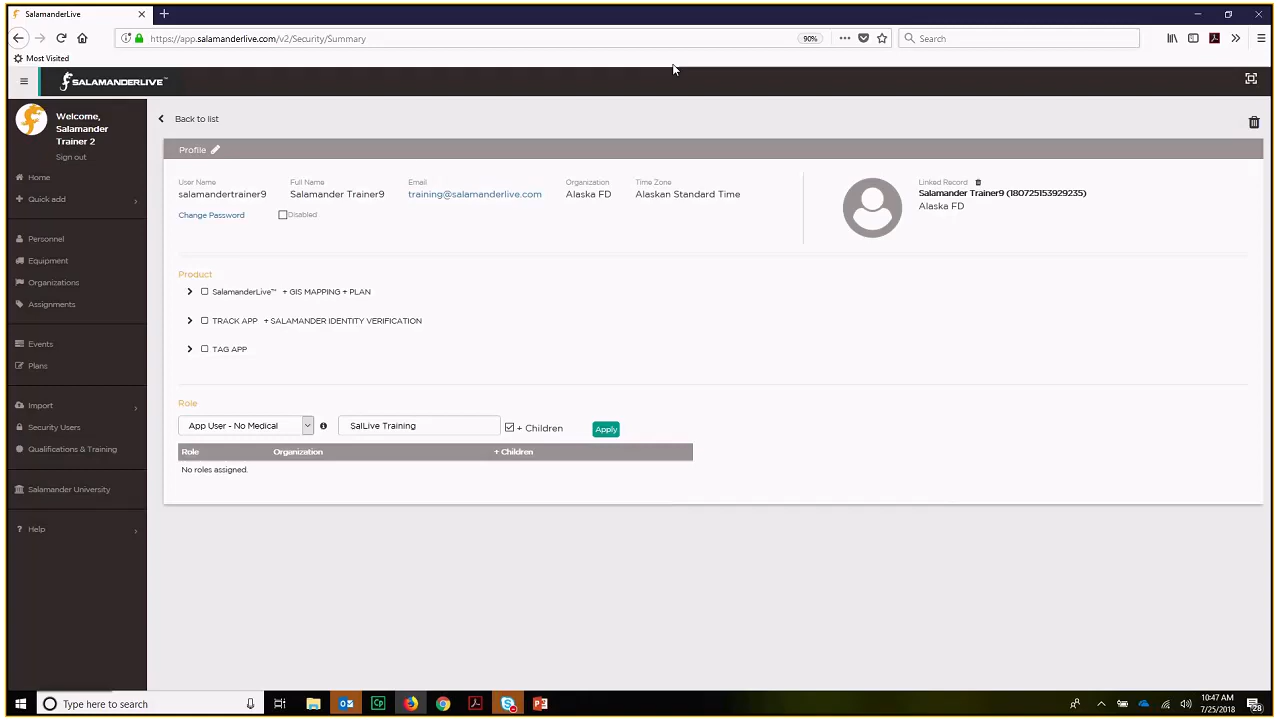 SalamanderLive
https://app.salamanderlive.com/v2/Security/Summary
90%
Search
Most Visited
SALAMANDERLIVE™
Welcome,
Salamander
Trainer 2
Sign out
Home
Quick add
Personnel
Equipment
Organizations
Assignments
Events
Plans
Import
Security Users
Qualifications & Training
Salamander University
Help
Back to list
Profile
User Name
salamandertrainer9
Full Name
Salamander Trainer9
Email
training@salamanderlive.com
Organization
Alaska FD
Time Zone
Alaskan Standard Time
Change Password
Disabled
Linked Record
Salamander Trainer9 (180725153929235)
Alaska FD
Product
SalamanderLive™ + GIS MAPPING + PLAN
TRACK APP + SALAMANDER IDENTITY VERIFICATION
TAG APP
Role
App User - No Medical
SalLive Training
+ Children
Apply
Role Organization + Children
No roles assigned.
Type here to search
10:47 AM
7/25/2018
28